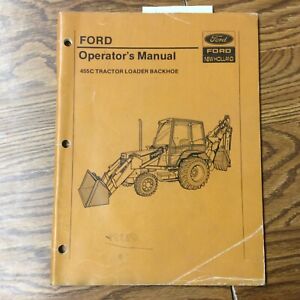 FORD
Operator's Manual
455C TRACTOR LOADER BACKHOE
Ford
FORD
NEW HOLLAND